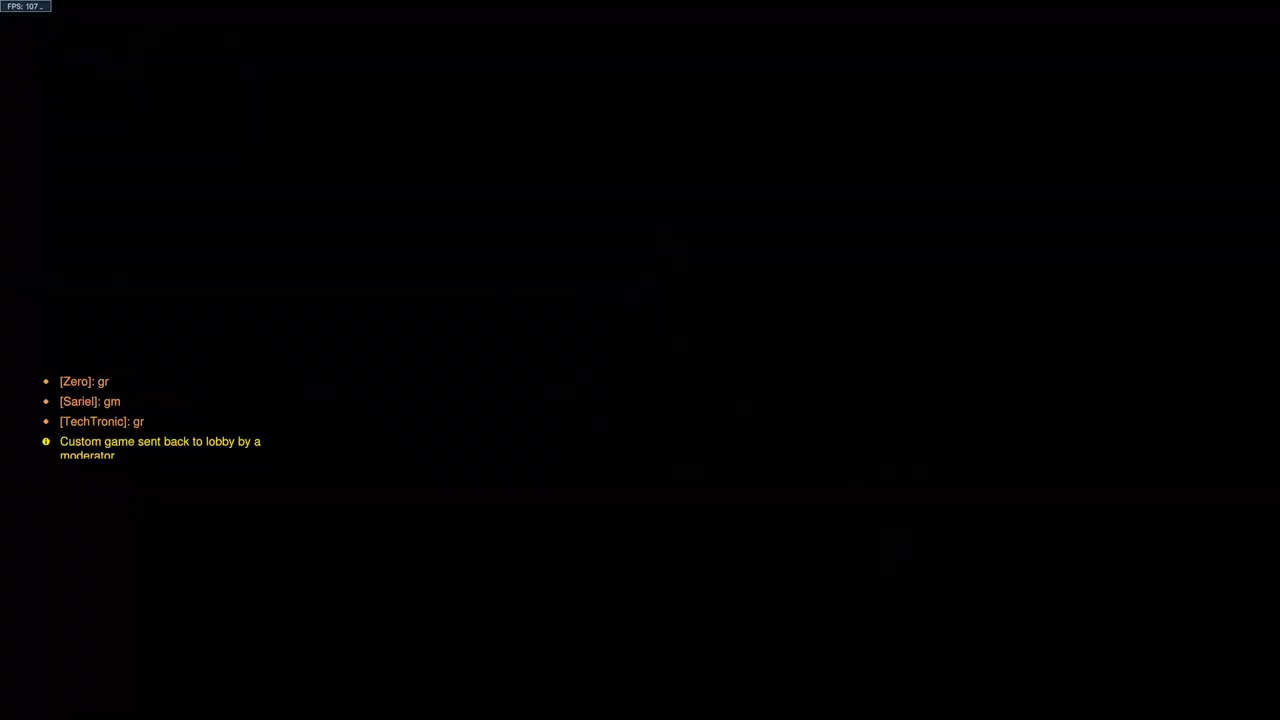 FPS: 107...
[Zero]: gr
[Sariel]: gm
[TechTronic]: gr
Custom game sent back to lobby by a
moderator